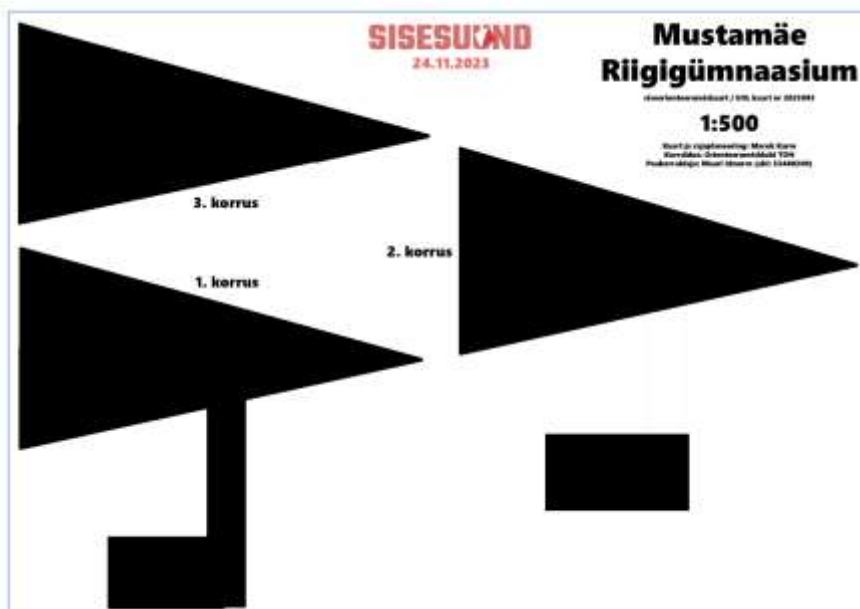 SISESUUND
24.11.2023
Mustamäe
Riigigümnaasium
1:500
3. korrus
2. korrus
1. korrus